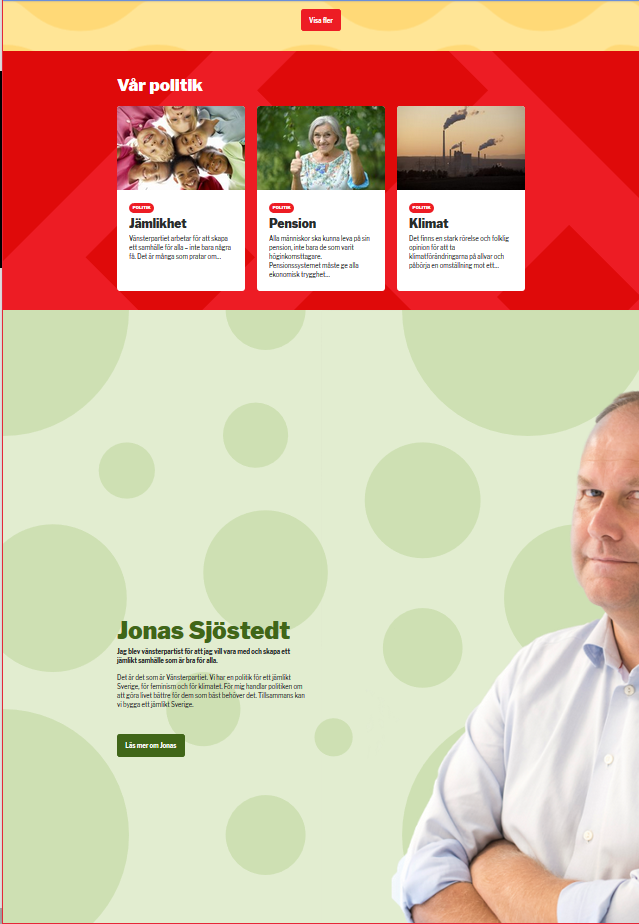 Visa fler
Vår politik
POLITIK
Jämlikhet
Vänsterpartiet arbetar för att skapa
ett samhälle för alla – inte bara några
få. Det är många som pratar om...
POLITIK
Pension
Alla människor ska kunna leva på sin
pension, inte bara de som varit
höginkomsttagare.
Pensionssystemet måste ge alla
ekonomisk trygghet...
POLITIK
Klimat
Det finns en stark rörelse och folklig
opinion för att ta
klimatförändringarna på allvar och
påbörja en omställning mot ett...
Jonas Sjöstedt
Jag blev vänsterpartist för att jag vill vara med och skapa ett
jämlikt samhälle som är bra för alla.
Det är det som är Vänsterpartiet. Vi har en politik för ett jämlikt
Sverige, för feminism och för klimatet. För mig handlar politiken om
att göra livet bättre för dem som bäst behöver det. Tillsammans kan
vi bygga ett jämlikt Sverige.
Läs mer om Jonas